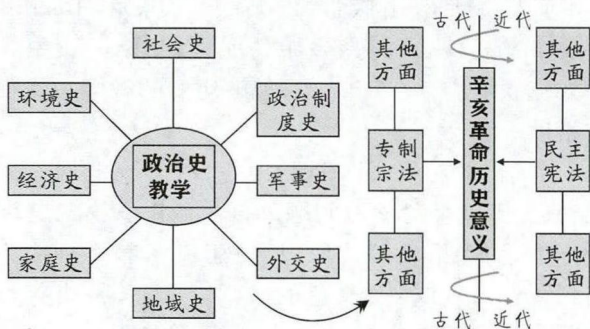 社会史
环境史
政治制
度史
政治史
教学
经济史
军事史
家庭史
外交史
地域史
古代 近代
其他
方面
其他
方面
专制
宗法
辛亥革命历史意义
民主
宪法
其他
方面
其他
方面
古代 近代